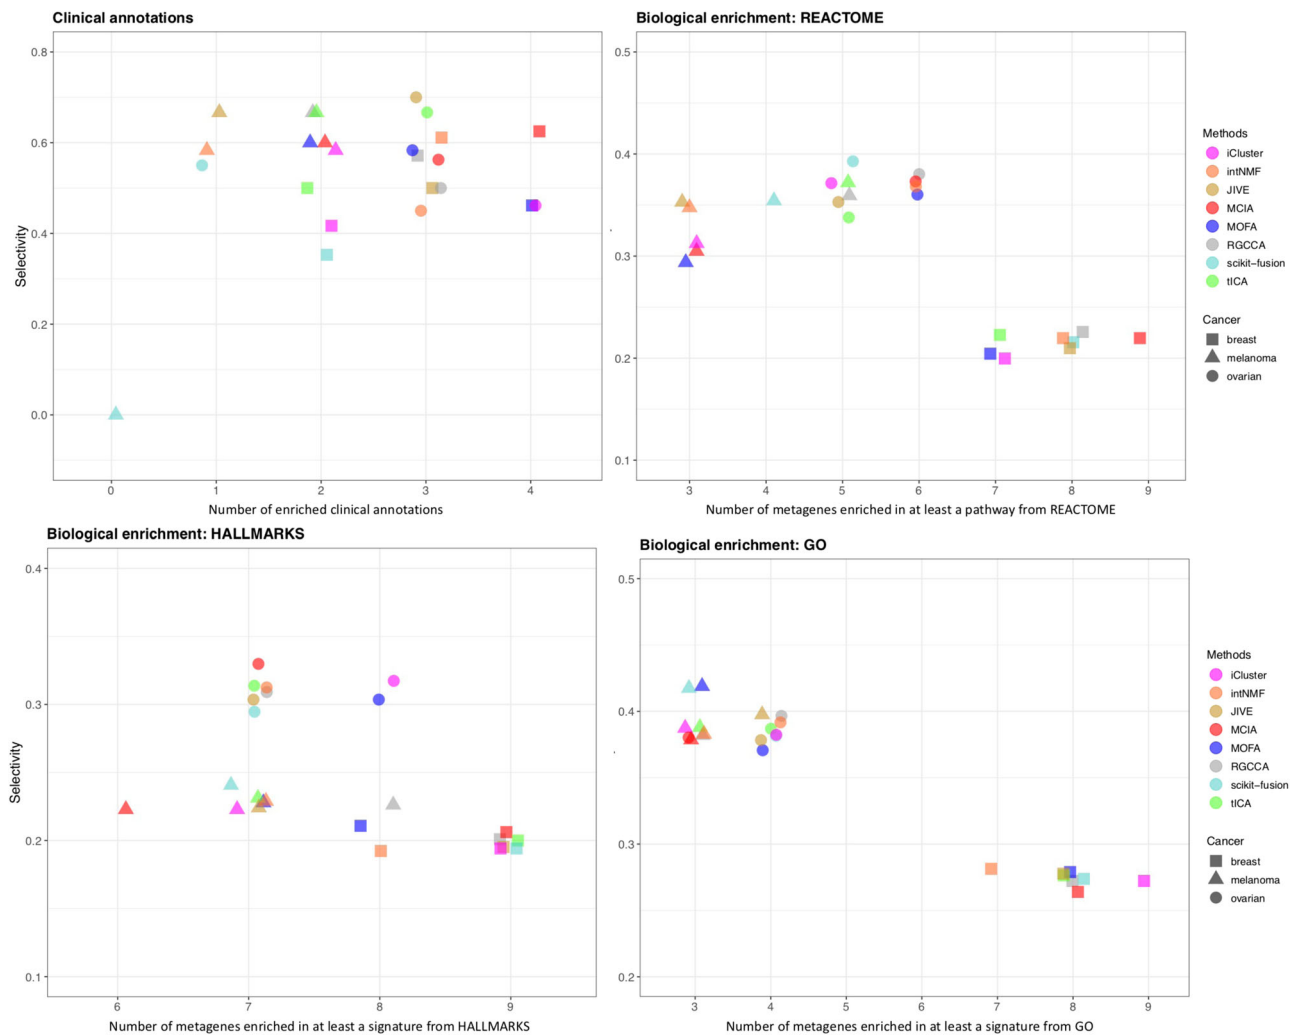 Clinical annotations
0.8
0.6
0.4
0.2
0.0
Selectivity
0 1 2 3 4
Number of enriched clinical annotations
Biological enrichment: REACTOME
0.5
0.4
0.3
0.2
0.1
3 4 5 6 7 8 9
Number of metagenes enriched in at least a pathway from REACTOME
Methods
iCluster
intNMF
JIVE
MCIA
MOFA
RGCCA
scikit-fusion
tICA
Cancer
breast
melanoma
ovarian
Biological enrichment: HALLMARKS
0.4
0.3
0.2
0.1
Selectivity
6 7 8 9
Number of metagenes enriched in at least a signature from HALLMARKS
Biological enrichment: GO
0.5
0.4
0.3
0.2
3 4 5 6 7 8 9
Number of metagenes enriched in at least a signature from GO
Methods
iCluster
intNMF
JIVE
MCIA
MOFA
RGCCA
scikit-fusion
tICA
Cancer
breast
melanoma
ovarian